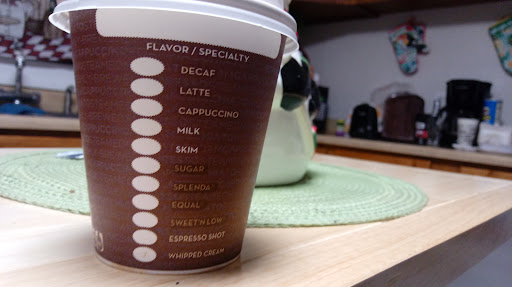 FLAVOR / SPECIALTY
DECAF
LATTE
CAPPUCCINO
MILK
SKIM
SUGAR
SPLENDA
EQUAL
SWEET'N LOW
ESPRESSO SHOT
WHIPPED CREAM